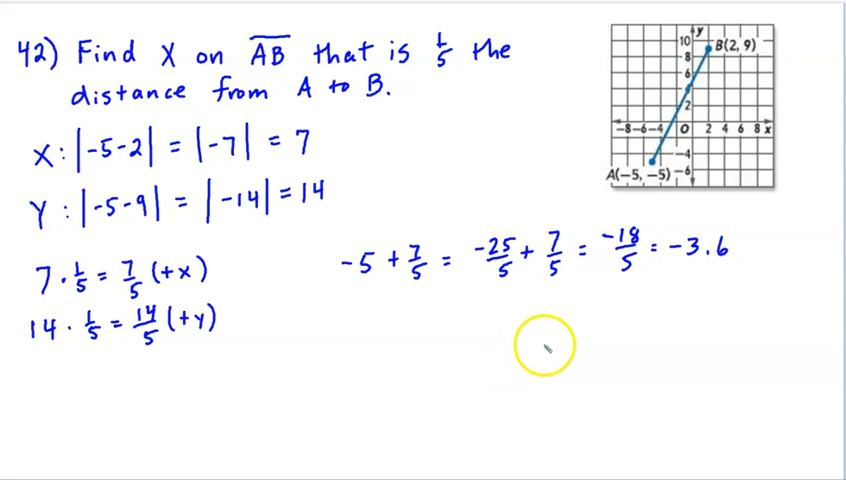 42) Find X on AB that is 1/5 the
distance from A to B.
X: |-5-2| = |-7| = 7
Y: |-5-9| = |-14| = 14
7 · 1/5 = 7/5 (+x)
14 · 1/5 = 14/5 (+y)
-5 + 7/5 = -25/5 + 7/5 = -18/5 = -3.6
y
10
B(2, 9)
8
6
2
-8 -6 -4 O 2 4 6 8 x
-4
A(-5, -5)
-6